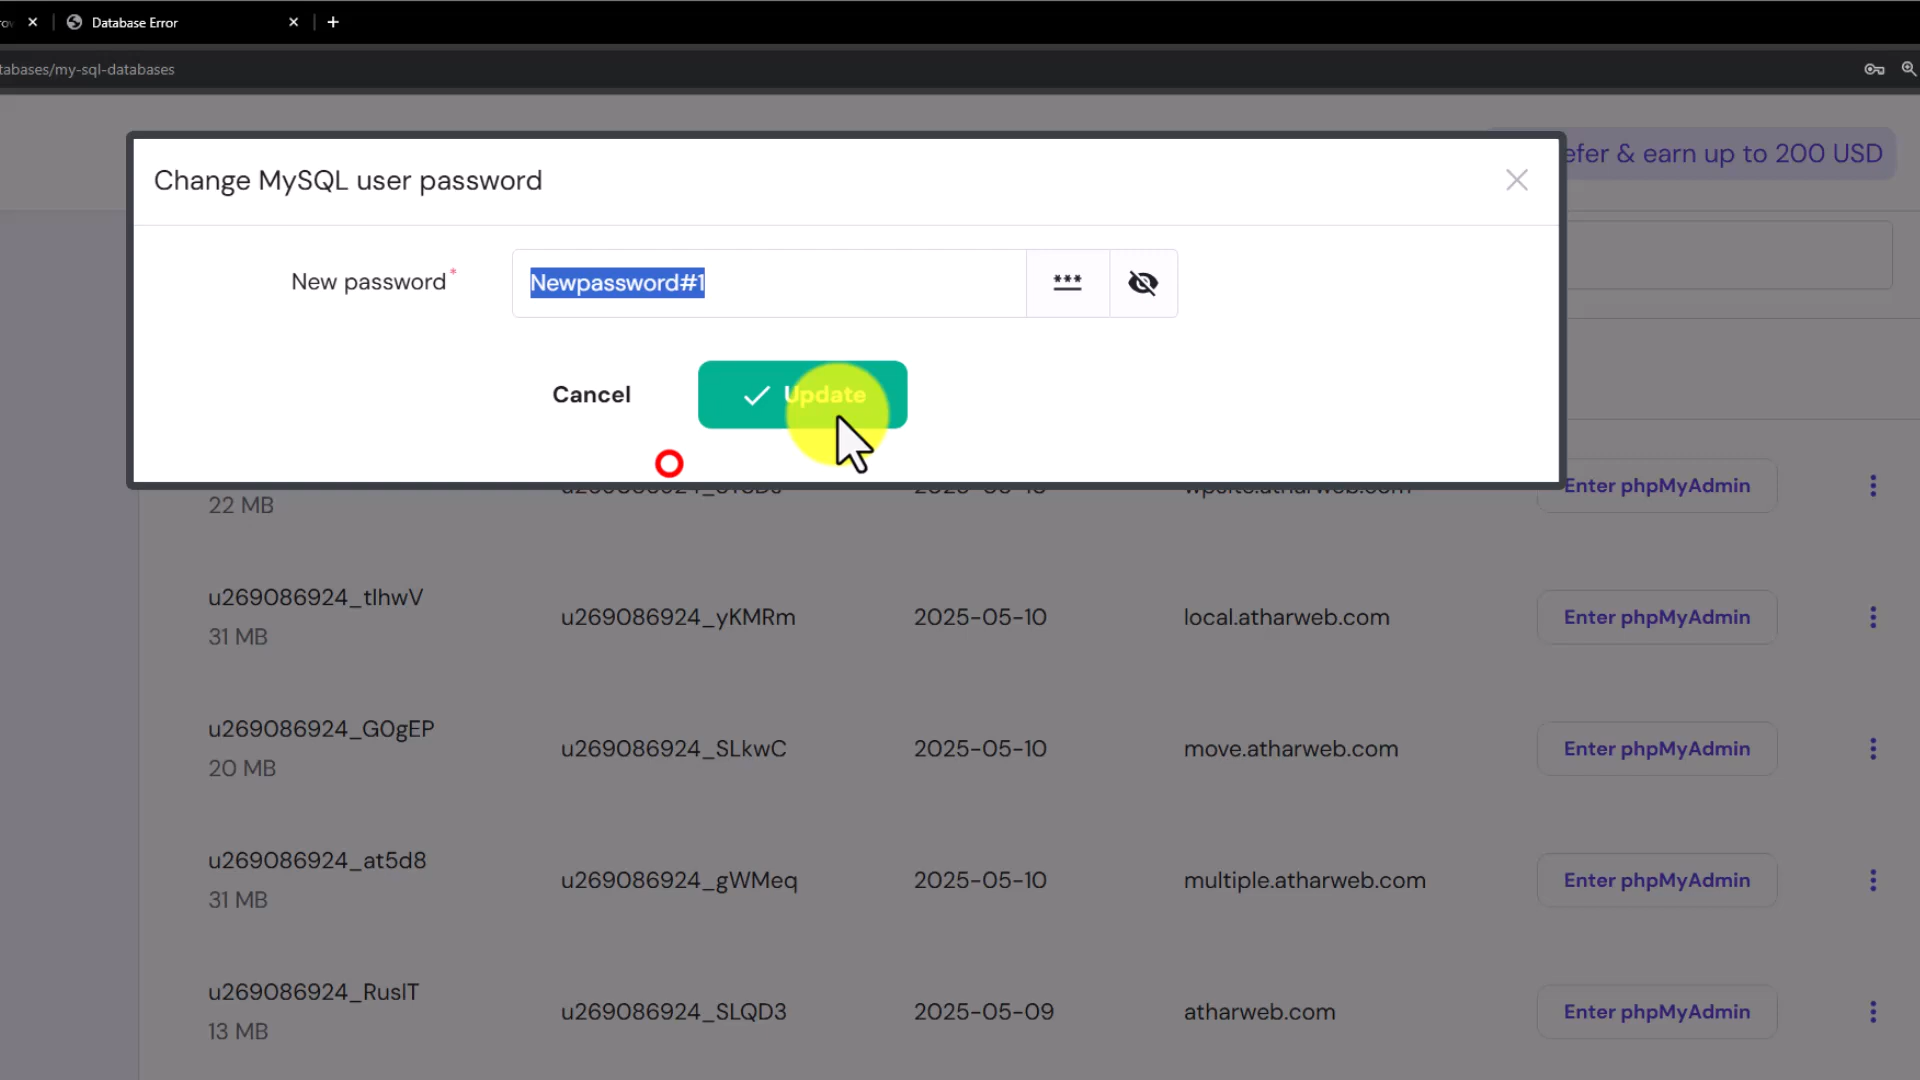 Database Error
tabases/my-sql-databases
efer & earn up to 200 USD
Change MySQL user password
New password*
Newpassword#1
***
Cancel
Update
22 MB
Enter phpMyAdmin
u269086924_tIhwV
u269086924_yKMRm
2025-05-10
local.atharweb.com
Enter phpMyAdmin
31 MB
u269086924_G0gEP
u269086924_SLkwC
2025-05-10
move.atharweb.com
Enter phpMyAdmin
20 MB
u269086924_at5d8
u269086924_gWMeq
2025-05-10
multiple.atharweb.com
Enter phpMyAdmin
31 MB
u269086924_RusIT
u269086924_SLQD3
2025-05-09
atharweb.com
Enter phpMyAdmin
13 MB